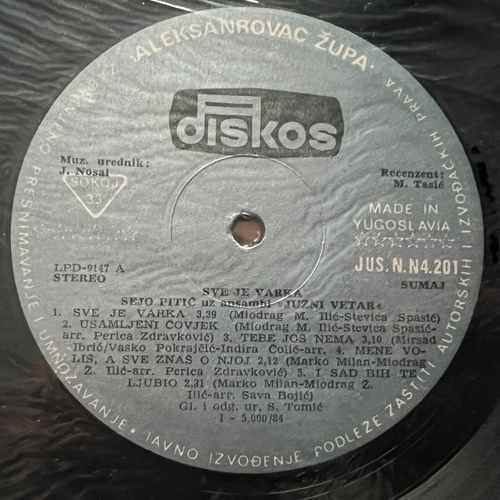 · ALEKSANROVAC ŽUPA ·
diskos
Muz. urednik:
J. Nosal
Recenzent:
M. Tasić
SOKOJ
33
MADE IN
YUGOSLAVIA
LPD-9147 A
STEREO
JUS.N.N4.201
SUMAJ
SVE JE VARKA
SEJO PITIĆ uz ansambl »JUŽNI VETAR«
1. SVE JE VARKA 3,39 (Miodrag M. Ilić-Stevica Spasić)
2. USAMLJENI ČOVJEK (Miodrag M. Ilić-Stevica Spasić-
arr. Perica Zdravković) 3. TEBE JOŠ NEMA 3,10 (Mirsad
Ibrić/Vasko Pokrajčić-Indira Čolić-arr. 4. MENE VO-
LIŠ, A SVE ZNAŠ O NJOJ 2,12 (Marko Milan-Miodrag
Ž. Ilić-arr. Perica Zdravković) 5. I SAD BIH TE
LJUBIO 2,31 (Marko Milan-Miodrag Ž.
Ilić-arr. Sava Bojić)
Gl. i odg. ur. S. Tomić
1 - 5.000/84
PRESNIMAVANJE I UMNOŽAVANJE · JAVNO IZVOĐENJE PODLEŽE ZAŠTITI AUTORSKIH I IZVOĐAČKIH PRAVA